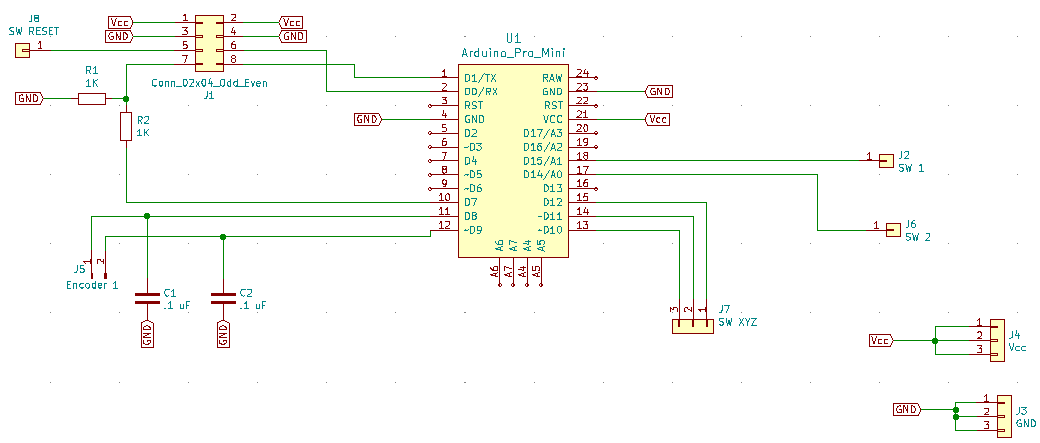 J8
SW RESET
1
Vcc
GND
1 2
3 4
5 6
7 8
Vcc
GND
Conn_02x04_Odd_Even
J1
R1
1K
GND
R2
1K
U1
Arduino_Pro_Mini
1 D1/TX RAW 24
2 D0/RX GND 23
3 RST RST 22
4 GND VCC 21
5 D2 D17/A3 20
6 ~D3 D16/A2 19
7 D4 D15/A1 18
8 ~D5 D14/A0 17
9 ~D6 D13 16
10 D7 D12 15
11 D8 ~D11 14
12 ~D9 ~D10 13
A6 A7 A4 A5
A6 A7 A4 A5
GND
GND
Vcc
1 J2
SW 1
1 J6
SW 2
J5
1 2
Encoder 1
C1
.1 uF
GND
C2
.1 uF
GND
3 2 1
J7
SW XYZ
Vcc
1
2
3
J4
Vcc
GND
1
2
3
J3
GND